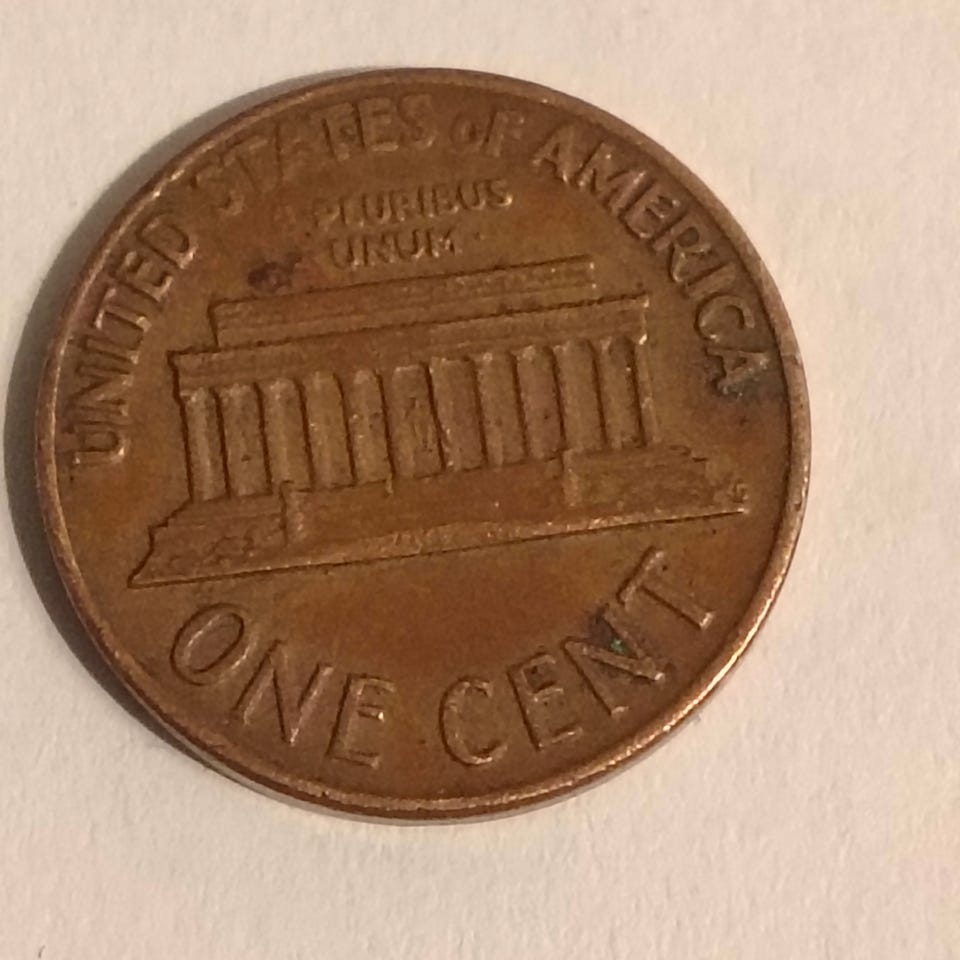 UNITED STATES OF AMERICA
PLURIBUS
UNUM
ONE CENT